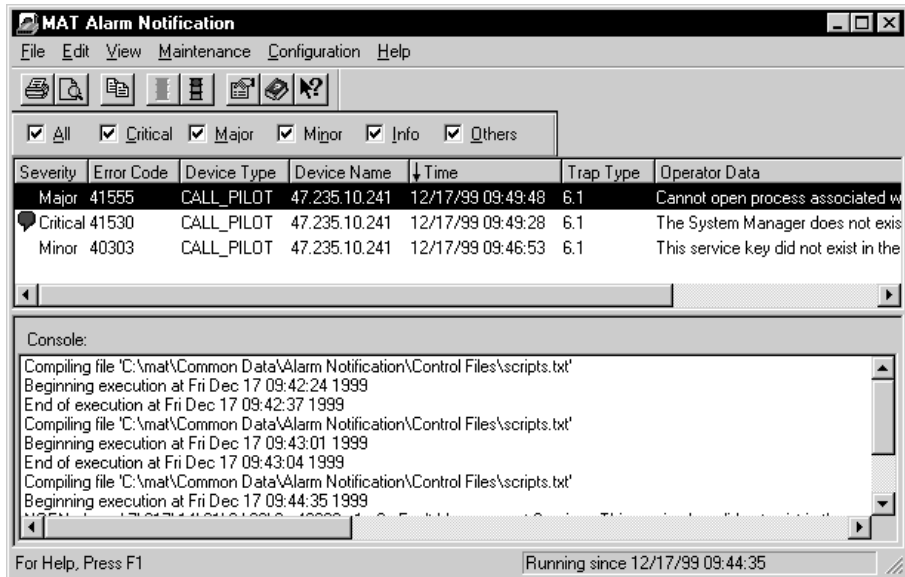 MAT Alarm Notification
File Edit View Maintenance Configuration Help
All Critical Major Minor Info Others
Severity Error Code Device Type Device Name Time Trap Type Operator Data
Major 41555 CALL_PILOT 47.235.10.241 12/17/99 09:49:48 6.1 Cannot open process associated w
Critical 41530 CALL_PILOT 47.235.10.241 12/17/99 09:49:28 6.1 The System Manager does not exis
Minor 40303 CALL_PILOT 47.235.10.241 12/17/99 09:46:53 6.1 This service key did not exist in the
Console:
Compiling file 'C:\mat\Common Data\Alarm Notification\Control Files\scripts.txt'
Beginning execution at Fri Dec 17 09:42:24 1999
End of execution at Fri Dec 17 09:42:37 1999
Compiling file 'C:\mat\Common Data\Alarm Notification\Control Files\scripts.txt'
Beginning execution at Fri Dec 17 09:43:01 1999
End of execution at Fri Dec 17 09:43:04 1999
Compiling file 'C:\mat\Common Data\Alarm Notification\Control Files\scripts.txt'
Beginning execution at Fri Dec 17 09:44:35 1999
For Help, Press F1
Running since 12/17/99 09:44:35